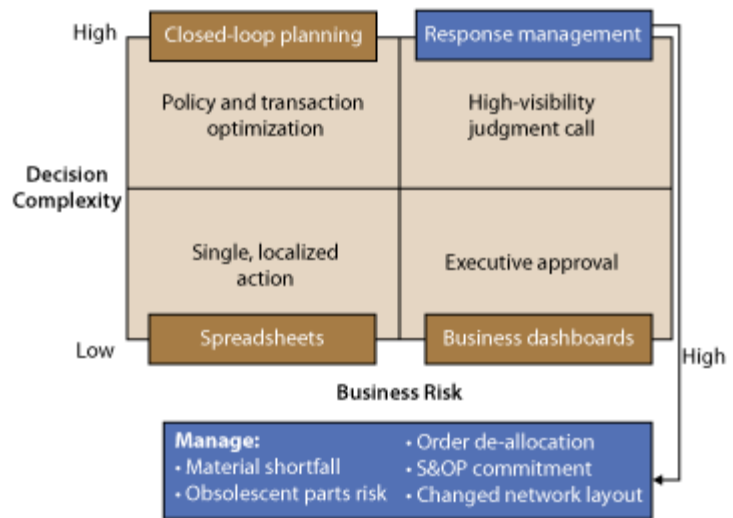 High
Closed-loop planning
Response management
Policy and transaction
optimization
High-visibility
judgment call
Decision
Complexity
Single, localized
action
Executive approval
Low
Spreadsheets
Business dashboards
High
Business Risk
Manage:
• Material shortfall
• Obsolescent parts risk
• Order de-allocation
• S&OP commitment
• Changed network layout